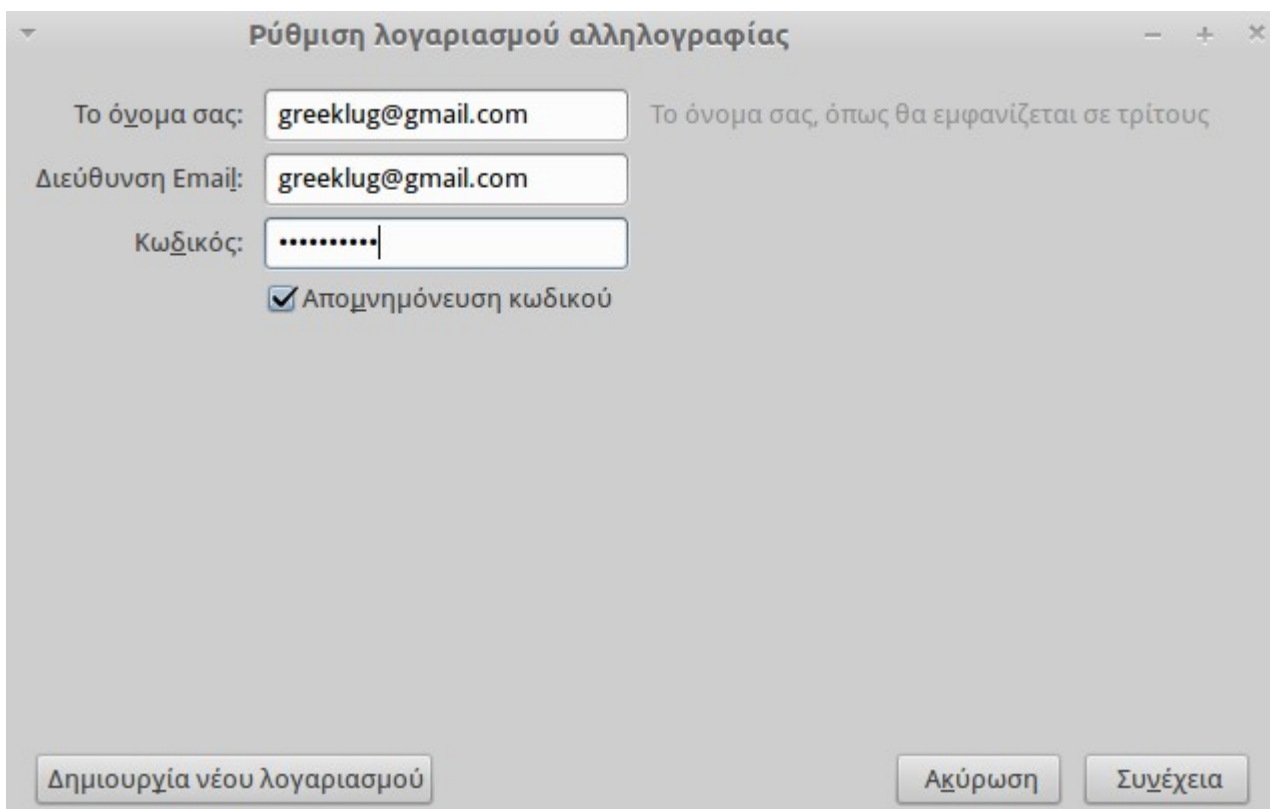 Ρύθμιση λογαριασμού αλληλογραφίας
Το όνομα σας: greeklug@gmail.com Το όνομα σας, όπως θα εμφανίζεται σε τρίτους
Διεύθυνση Email: greeklug@gmail.com
Κωδικός: ••••••••••
Απομνημόνευση κωδικού
Δημιουργία νέου λογαριασμού Ακύρωση Συνέχεια